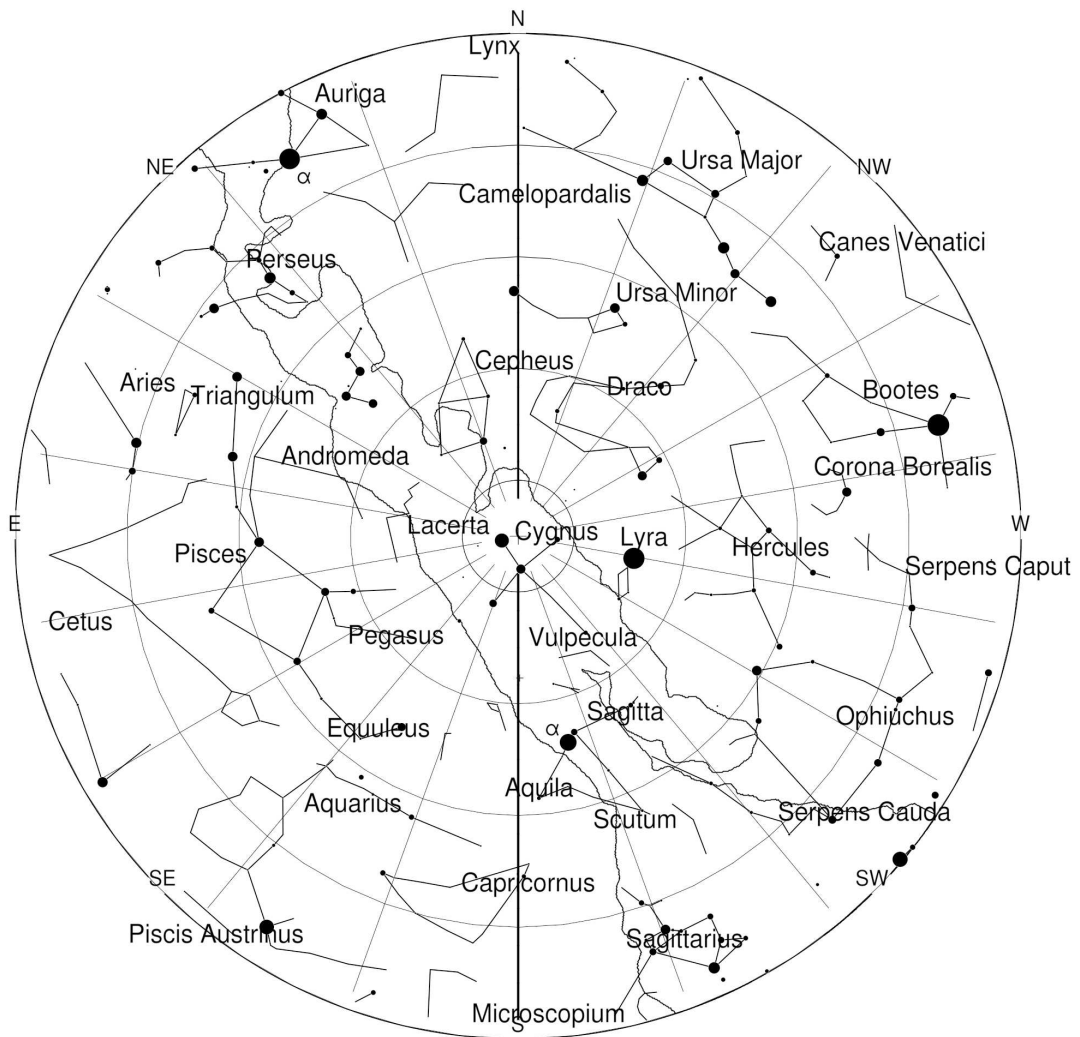 N
Lynx
Auriga
α
NE
Ursa Major
NW
Camelopardalis
Canes Venatici
Perseus
Ursa Minor
Cepheus
Aries
Triangulum
Draco
Bootes
Andromeda
Corona Borealis
E
Lacerta
Cygnus
Lyra
W
Pisces
Hercules
Serpens Caput
Cetus
Pegasus
Vulpecula
Equuleus
α
Sagitta
Ophiuchus
Aquarius
Aquila
Scutum
Serpens Cauda
SE
Capricornus
SW
Piscis Austrinus
Sagittarius
Microscopium
S